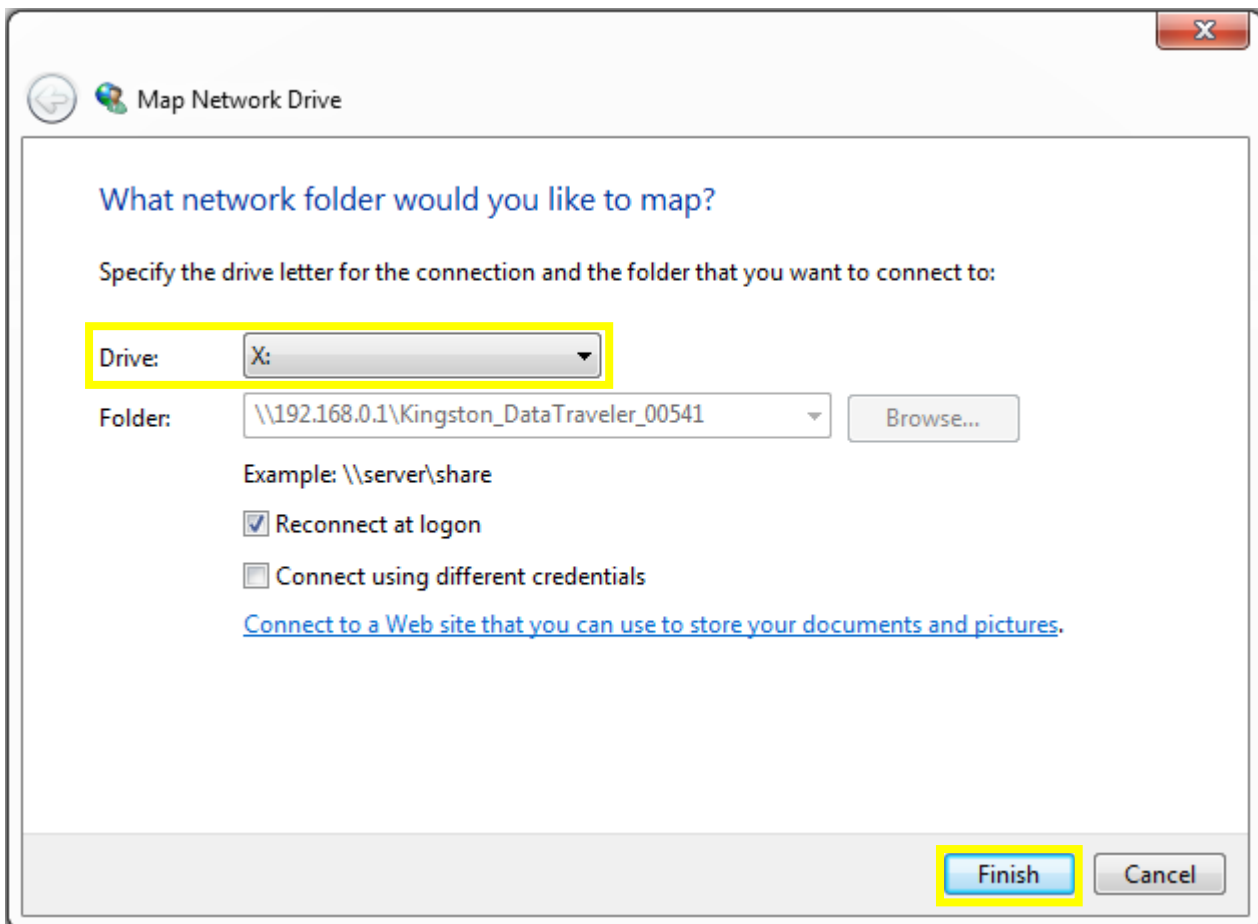 Map Network Drive
What network folder would you like to map?
Specify the drive letter for the connection and the folder that you want to connect to:
Drive: X:
Folder: \\192.168.0.1\Kingston_DataTraveler_00541 Browse...
Example: \\server\share
Reconnect at logon
Connect using different credentials
Connect to a Web site that you can use to store your documents and pictures.
Finish Cancel